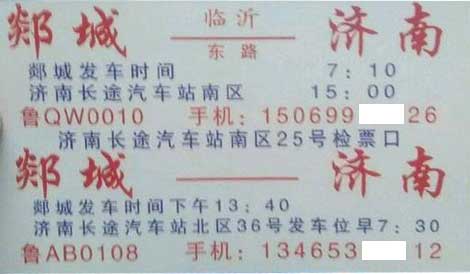 郯城 临沂 济南
东路
郯城发车时间 7:10
济南长途汽车站南区 15:00
鲁QW0010 手机:150699 26
济南长途汽车站南区25号检票口
郯城 济南
郯城发车时间下午13:40
济南长途汽车站北区36号发车位早7:30
鲁AB0108 手机:134653 12